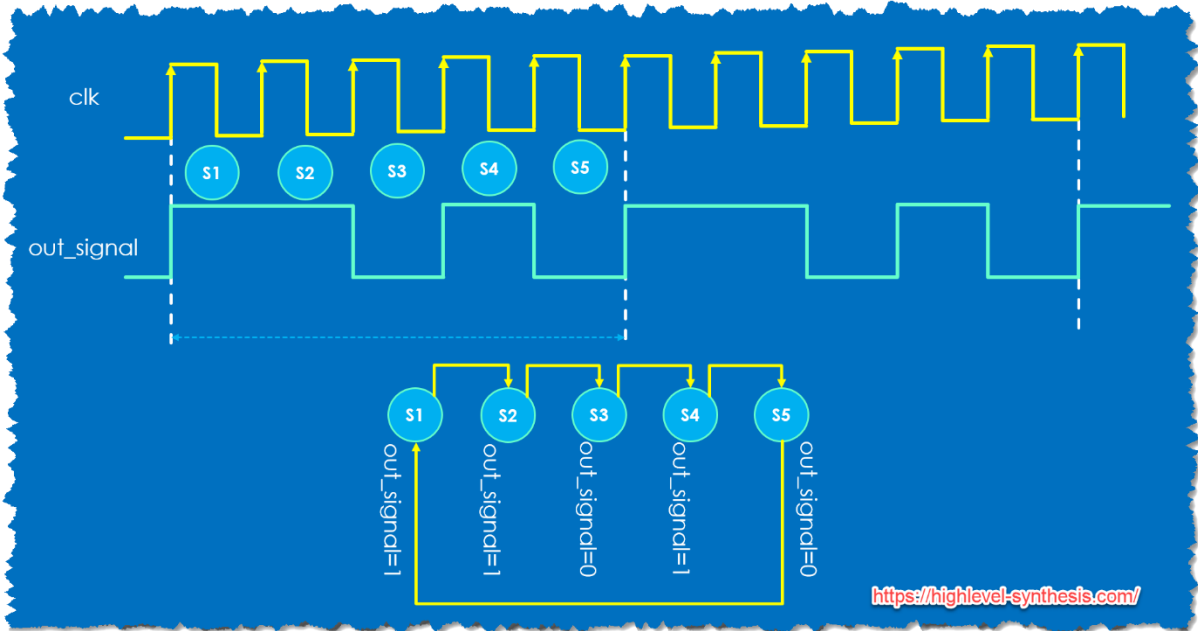 clk
S1 S2 S3 S4 S5
out_signal
S1 S2 S3 S4 S5
out_signal=1
out_signal=1
out_signal=0
out_signal=1
out_signal=0
https://highlevel-synthesis.com/